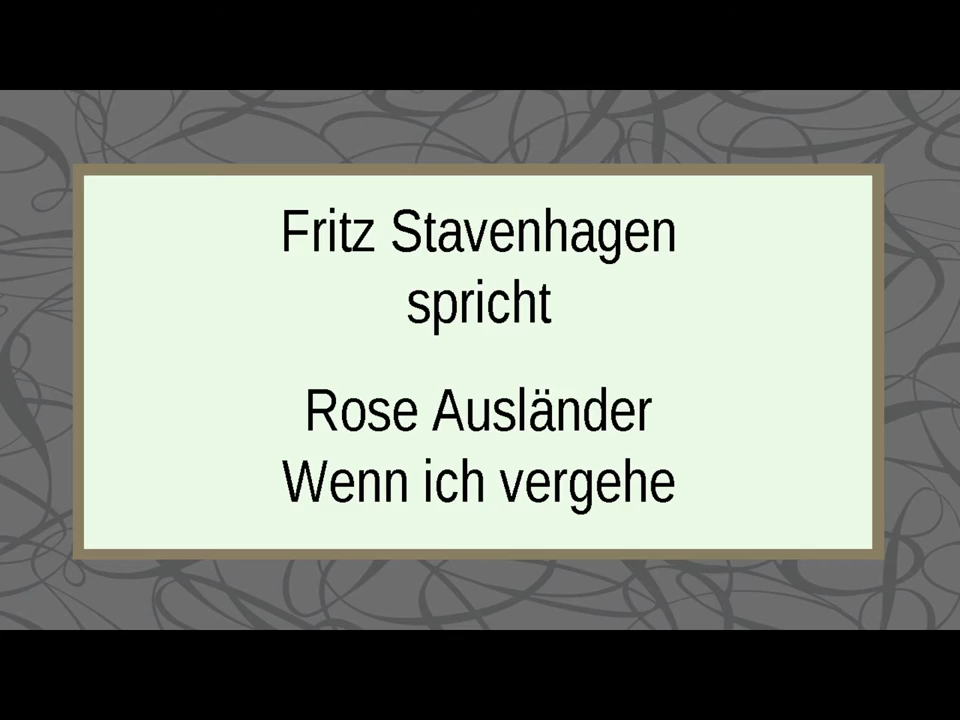 Fritz Stavenhagen
spricht
Rose Ausländer
Wenn ich vergehe